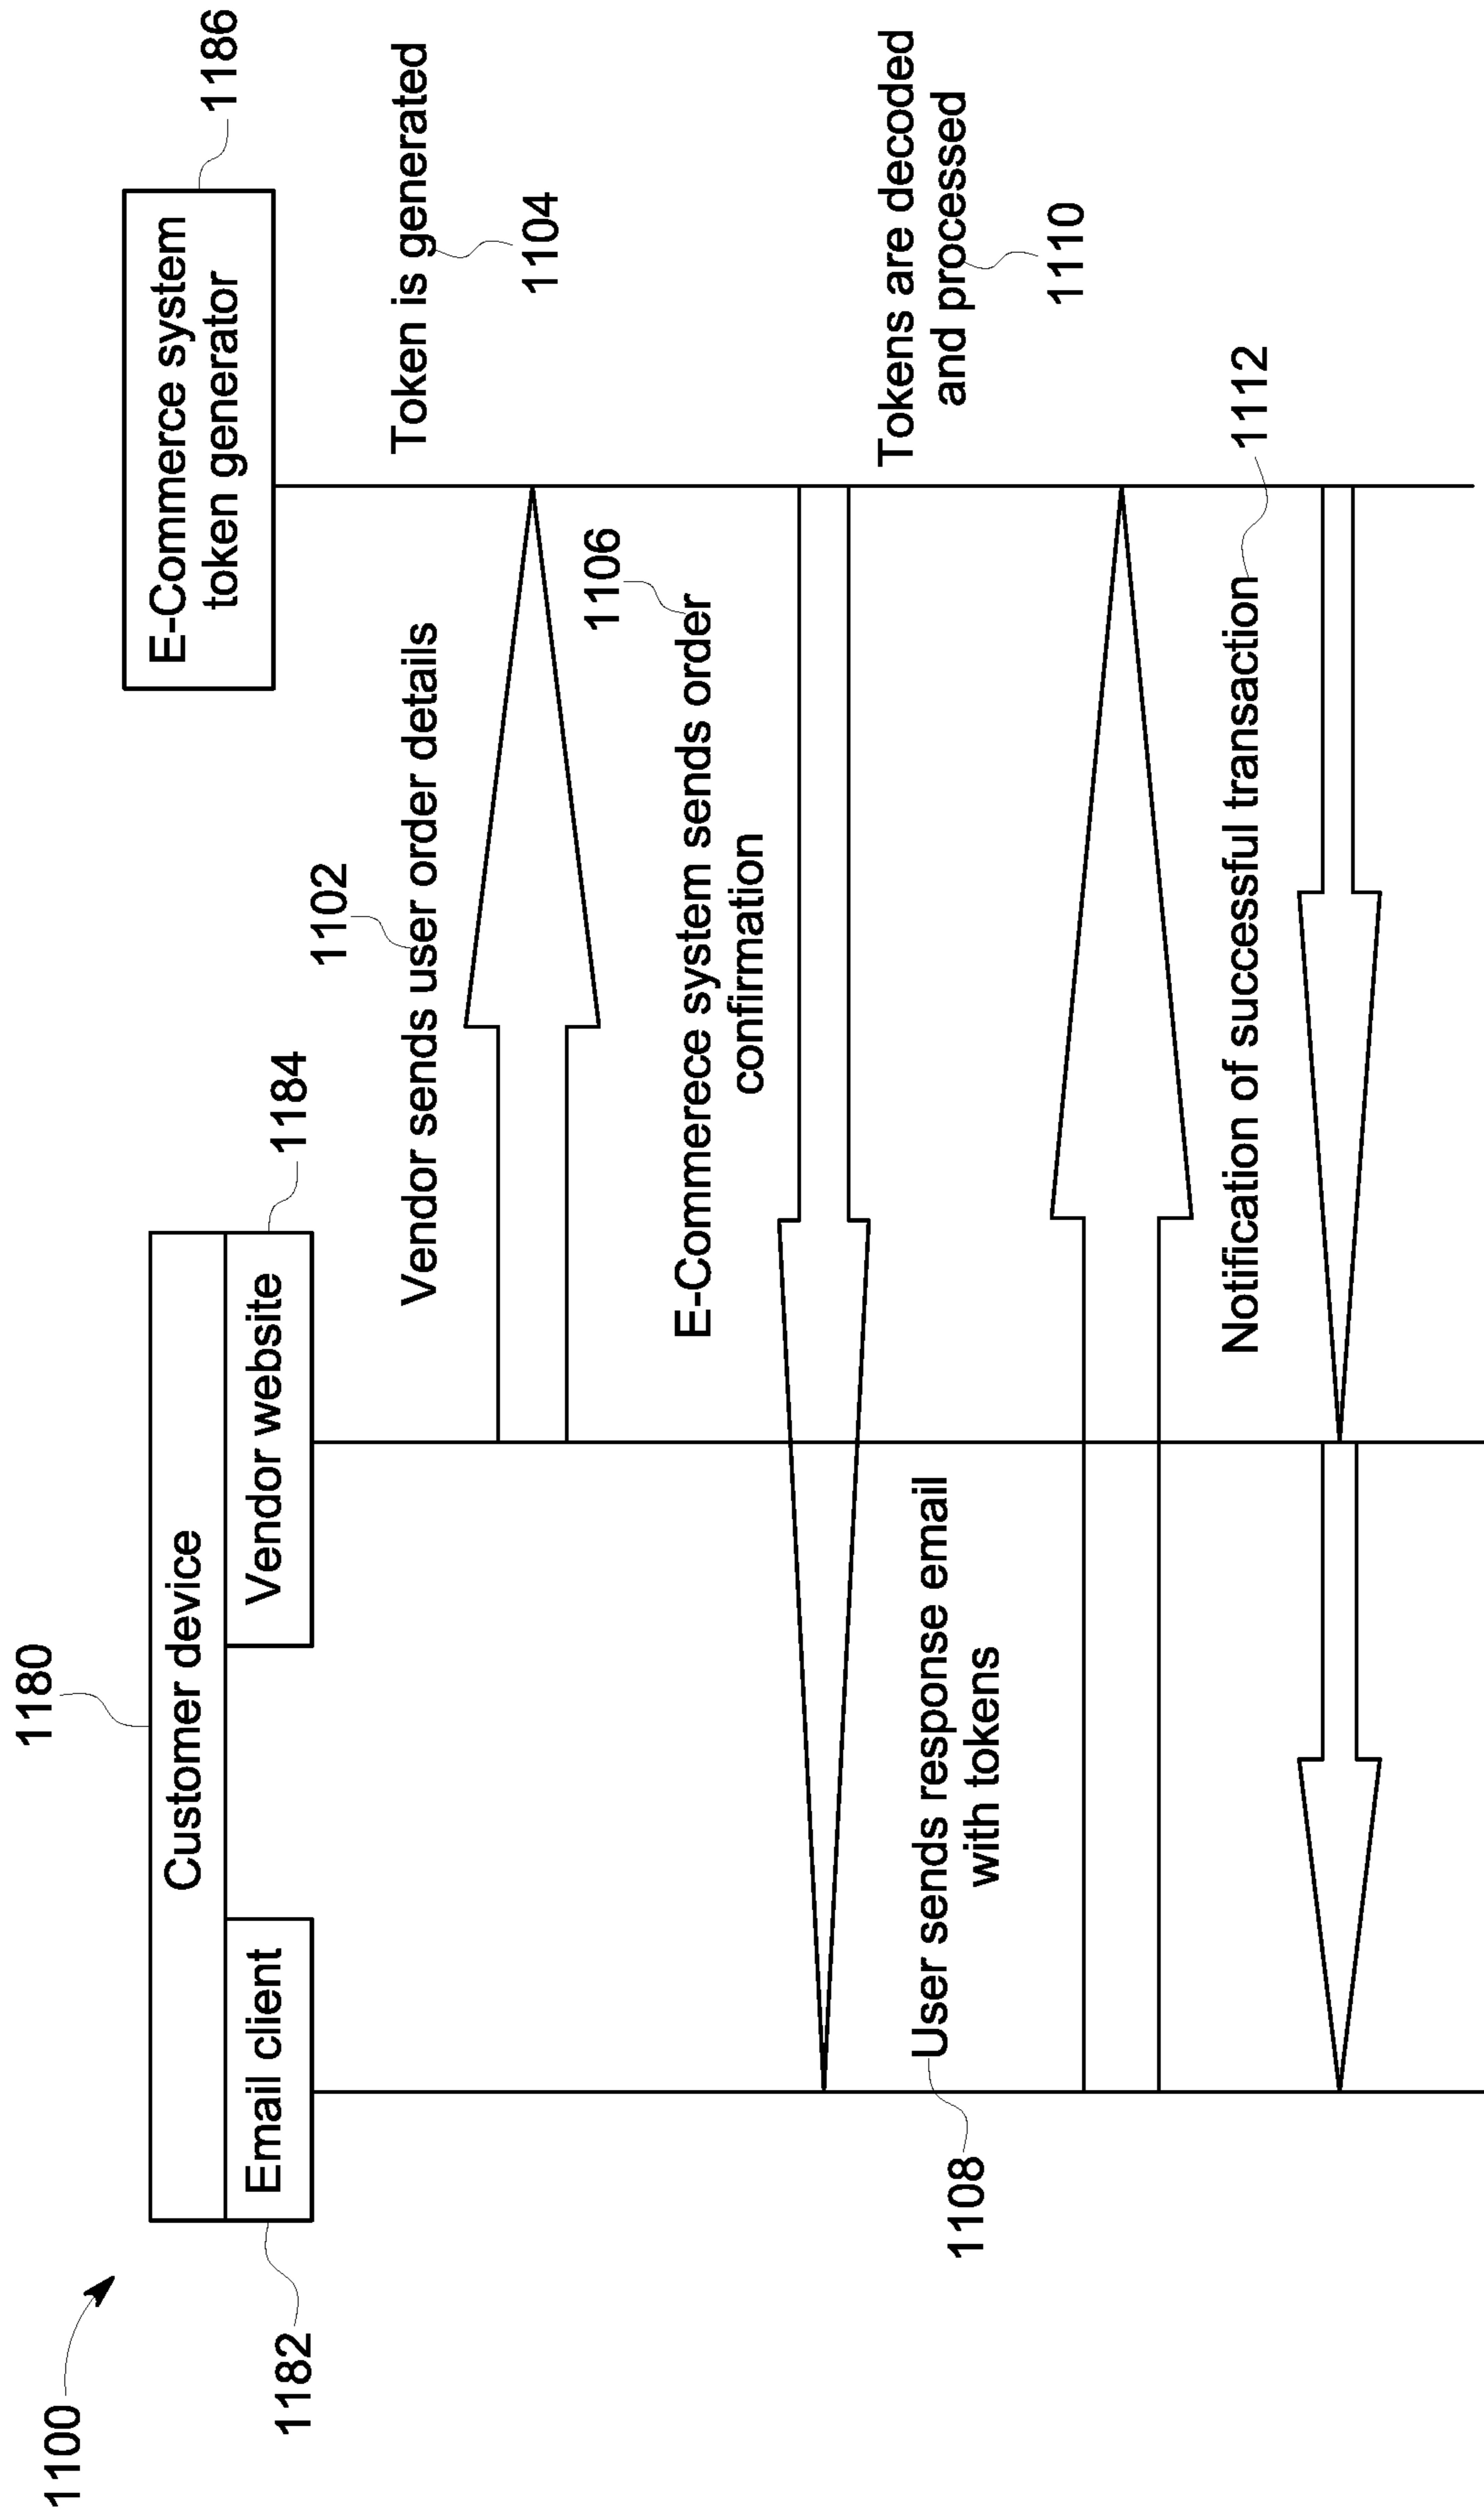 1100
1180
Customer device
1182
Email client
Vendor website
1184
E-Commerce system
token generator
1186
1102
Vendor sends user order details
Token is generated
1104
1106
E-Commerece system sends order
confirmation
User sends response email
with tokens
1108
Tokens are decoded
and processed
1110
Notification of successful transaction
1112